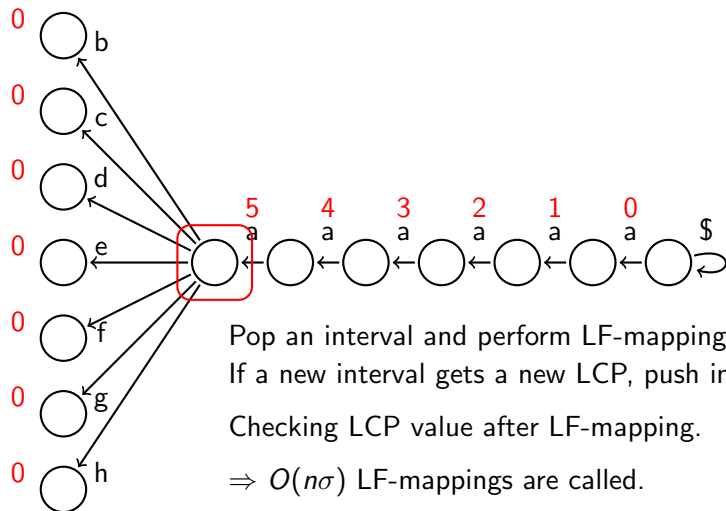 0
b
0
c
0
d
5 4 3 2 1 0
a a a a a a $
0
e
0
f
Pop an interval and perform LF-mapping
If a new interval gets a new LCP, push in
0
g
Checking LCP value after LF-mapping.
0
h
⇒ O(nσ) LF-mappings are called.